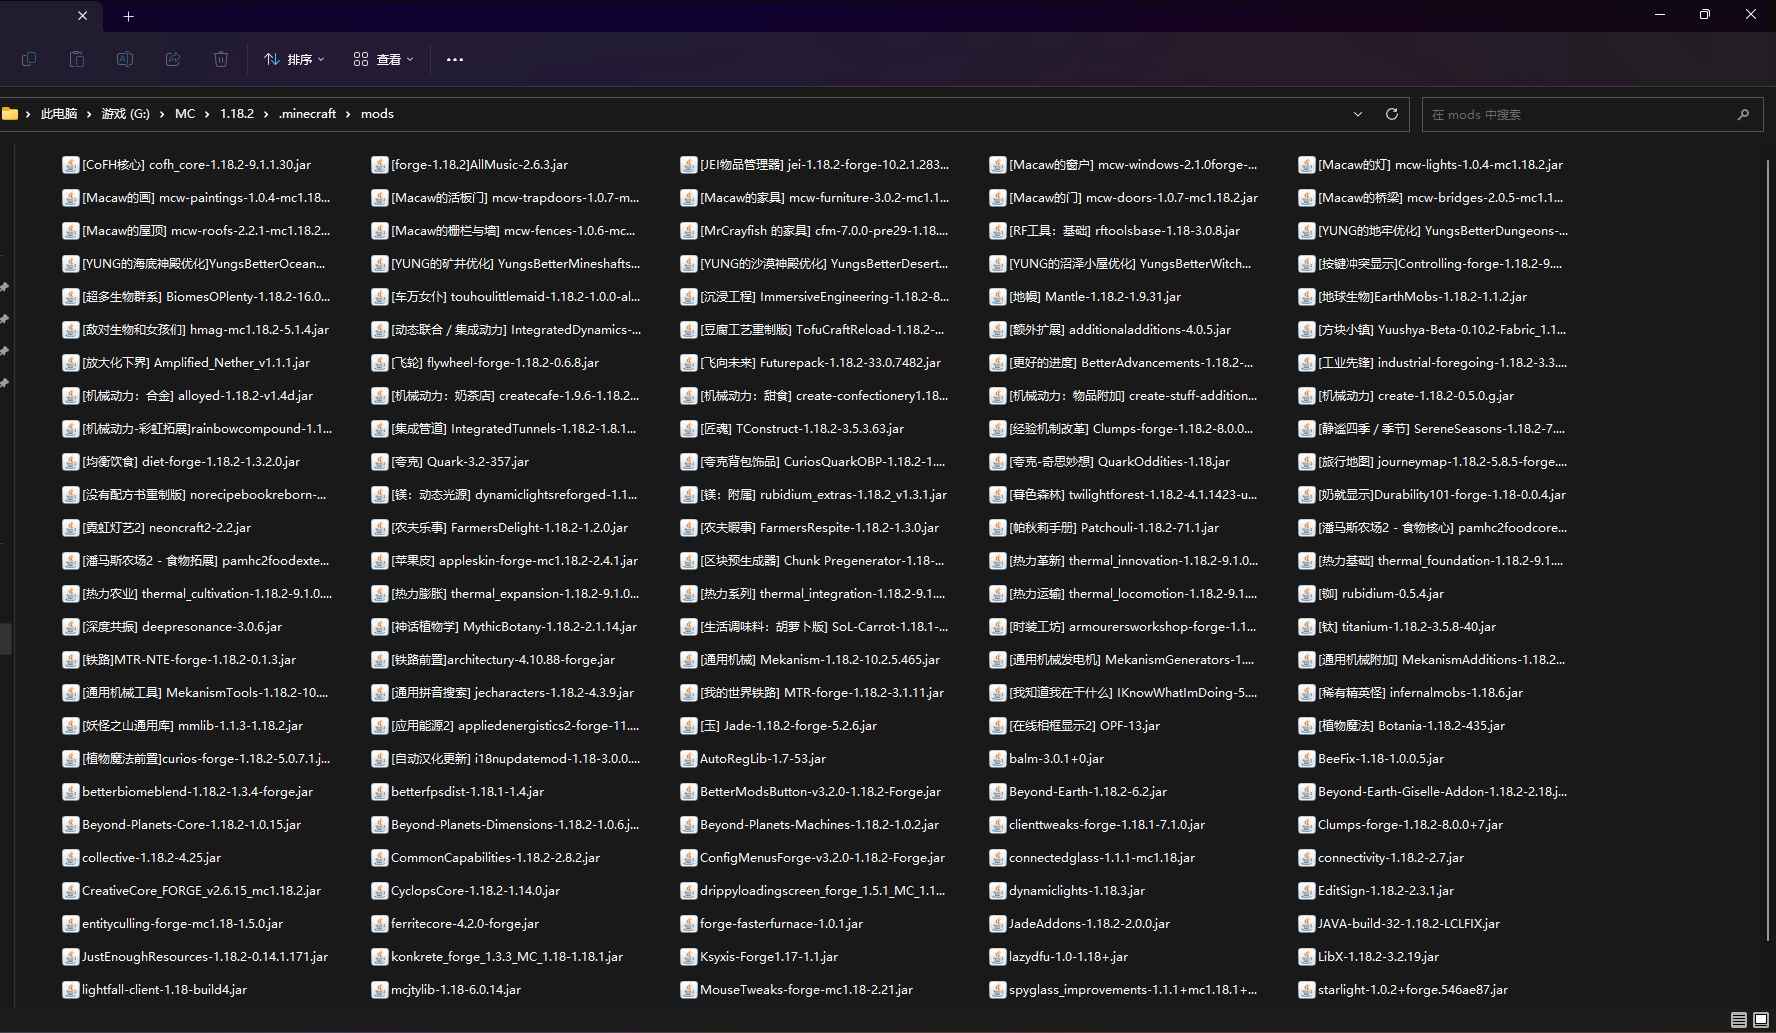 排序
查看
此电脑 > 游戏 (G:) > MC > 1.18.2 > .minecraft > mods
在 mods 中搜索
[CoFH核心] cofh_core-1.18.2-9.1.1.30.jar
[forge-1.18.2]AllMusic-2.6.3.jar
[JEI物品管理器] jei-1.18.2-forge-10.2.1.283...
[Macaw的窗户] mcw-windows-2.1.0forge-...
[Macaw的灯] mcw-lights-1.0.4-mc1.18.2.jar
[Macaw的画] mcw-paintings-1.0.4-mc1.18...
[Macaw的活板门] mcw-trapdoors-1.0.7-m...
[Macaw的家具] mcw-furniture-3.0.2-mc1.1...
[Macaw的门] mcw-doors-1.0.7-mc1.18.2.jar
[Macaw的桥梁] mcw-bridges-2.0.5-mc1.1...
[Macaw的屋顶] mcw-roofs-2.2.1-mc1.18.2...
[Macaw的栅栏与墙] mcw-fences-1.0.6-mc...
[MrCrayfish 的家具] cfm-7.0.0-pre29-1.18....
[RF工具：基础] rftoolsbase-1.18-3.0.8.jar
[YUNG的地牢优化] YungsBetterDungeons-...
[YUNG的海底神殿优化]YungsBetterOcean...
[YUNG的矿井优化] YungsBetterMineshafts...
[YUNG的沙漠神殿优化] YungsBetterDesert...
[YUNG的沼泽小屋优化] YungsBetterWitch...
[按键冲突显示]Controlling-forge-1.18.2-9....
[超多生物群系] BiomesOPlenty-1.18.2-16.0...
[车万女仆] touhoulittlemaid-1.18.2-1.0.0-al...
[沉浸工程] ImmersiveEngineering-1.18.2-8...
[地幔] Mantle-1.18.2-1.9.31.jar
[地球生物]EarthMobs-1.18.2-1.1.2.jar
[敌对生物和女孩们] hmag-mc1.18.2-5.1.4.jar
[动态联合 / 集成动力] IntegratedDynamics-...
[豆腐工艺重制版] TofuCraftReload-1.18.2-...
[额外扩展] additionaladditions-4.0.5.jar
[方块小镇] Yuushya-Beta-0.10.2-Fabric_1.1...
[放大化下界] Amplified_Nether_v1.1.1.jar
[飞轮] flywheel-forge-1.18.2-0.6.8.jar
[飞向未来] Futurepack-1.18.2-33.0.7482.jar
[更好的进度] BetterAdvancements-1.18.2-...
[工业先锋] industrial-foregoing-1.18.2-3.3....
[机械动力：合金] alloyed-1.18.2-v1.4d.jar
[机械动力：奶茶店] createcafe-1.9.6-1.18.2...
[机械动力：甜食] create-confectionery1.18...
[机械动力：物品附加] create-stuff-addition...
[机械动力] create-1.18.2-0.5.0.g.jar
[机械动力-彩虹拓展]rainbowcompound-1.1...
[集成管道] IntegratedTunnels-1.18.2-1.8.1...
[匠魂] TConstruct-1.18.2-3.5.3.63.jar
[经验机制改革] Clumps-forge-1.18.2-8.0.0...
[静谧四季 / 季节] SereneSeasons-1.18.2-7....
[均衡饮食] diet-forge-1.18.2-1.3.2.0.jar
[夸克] Quark-3.2-357.jar
[夸克背包饰品] CuriosQuarkOBP-1.18.2-1....
[夸克-奇思妙想] QuarkOddities-1.18.jar
[旅行地图] journeymap-1.18.2-5.8.5-forge....
[没有配方书重制版] norecipebookreborn-...
[镁：动态光源] dynamiclightsreforged-1.1...
[镁：附属] rubidium_extras-1.18.2_v1.3.1.jar
[暮色森林] twilightforest-1.18.2-4.1.1423-u...
[奶就显示]Durability101-forge-1.18-0.0.4.jar
[霓虹灯艺2] neoncraft2-2.2.jar
[农夫乐事] FarmersDelight-1.18.2-1.2.0.jar
[农夫暇事] FarmersRespite-1.18.2-1.3.0.jar
[帕秋莉手册] Patchouli-1.18.2-71.1.jar
[潘马斯农场2 - 食物核心] pamhc2foodcore...
[潘马斯农场2 - 食物拓展] pamhc2foodexte...
[苹果皮] appleskin-forge-mc1.18.2-2.4.1.jar
[区块预生成器] Chunk Pregenerator-1.18-...
[热力革新] thermal_innovation-1.18.2-9.1.0...
[热力基础] thermal_foundation-1.18.2-9.1....
[热力农业] thermal_cultivation-1.18.2-9.1.0....
[热力膨胀] thermal_expansion-1.18.2-9.1.0...
[热力系列] thermal_integration-1.18.2-9.1....
[热力运输] thermal_locomotion-1.18.2-9.1....
[铷] rubidium-0.5.4.jar
[深度共振] deepresonance-3.0.6.jar
[神话植物学] MythicBotany-1.18.2-2.1.14.jar
[生活调味料：胡萝卜版] SoL-Carrot-1.18.1-...
[时装工坊] armourersworkshop-forge-1.1...
[钛] titanium-1.18.2-3.5.8-40.jar
[铁路]MTR-NTE-forge-1.18.2-0.1.3.jar
[铁路前置]architectury-4.10.88-forge.jar
[通用机械] Mekanism-1.18.2-10.2.5.465.jar
[通用机械发电机] MekanismGenerators-1....
[通用机械附加] MekanismAdditions-1.18.2...
[通用机械工具] MekanismTools-1.18.2-10....
[通用拼音搜索] jecharacters-1.18.2-4.3.9.jar
[我的世界铁路] MTR-forge-1.18.2-3.1.11.jar
[我知道我在干什么] IKnowWhatImDoing-5....
[稀有精英怪] infernalmobs-1.18.6.jar
[妖怪之山通用库] mmlib-1.1.3-1.18.2.jar
[应用能源2] appliedenergistics2-forge-11....
[玉] Jade-1.18.2-forge-5.2.6.jar
[在线相框显示2] OPF-13.jar
[植物魔法] Botania-1.18.2-435.jar
[植物魔法前置]curios-forge-1.18.2-5.0.7.1.j...
[自动汉化更新] i18nupdatemod-1.18-3.0.0....
AutoRegLib-1.7-53.jar
balm-3.0.1+0.jar
BeeFix-1.18-1.0.0.5.jar
betterbiomeblend-1.18.2-1.3.4-forge.jar
betterfpsdist-1.18.1-1.4.jar
BetterModsButton-v3.2.0-1.18.2-Forge.jar
Beyond-Earth-1.18.2-6.2.jar
Beyond-Earth-Giselle-Addon-1.18.2-2.18.j...
Beyond-Planets-Core-1.18.2-1.0.15.jar
Beyond-Planets-Dimensions-1.18.2-1.0.6.j...
Beyond-Planets-Machines-1.18.2-1.0.2.jar
clienttweaks-forge-1.18.1-7.1.0.jar
Clumps-forge-1.18.2-8.0.0+7.jar
collective-1.18.2-4.25.jar
CommonCapabilities-1.18.2-2.8.2.jar
ConfigMenusForge-v3.2.0-1.18.2-Forge.jar
connectedglass-1.1.1-mc1.18.jar
connectivity-1.18.2-2.7.jar
CreativeCore_FORGE_v2.6.15_mc1.18.2.jar
CyclopsCore-1.18.2-1.14.0.jar
drippyloadingscreen_forge_1.5.1_MC_1.1...
dynamiclights-1.18.3.jar
EditSign-1.18.2-2.3.1.jar
entityculling-forge-mc1.18-1.5.0.jar
ferritecore-4.2.0-forge.jar
forge-fasterfurnace-1.0.1.jar
JadeAddons-1.18.2-2.0.0.jar
JAVA-build-32-1.18.2-LCLFIX.jar
JustEnoughResources-1.18.2-0.14.1.171.jar
konkrete_forge_1.3.3_MC_1.18-1.18.1.jar
Ksyxis-Forge1.17-1.1.jar
lazydfu-1.0-1.18+.jar
LibX-1.18.2-3.2.19.jar
lightfall-client-1.18-build4.jar
mcjtylib-1.18-6.0.14.jar
MouseTweaks-forge-mc1.18-2.21.jar
spyglass_improvements-1.1.1+mc1.18.1+...
starlight-1.0.2+forge.546ae87.jar